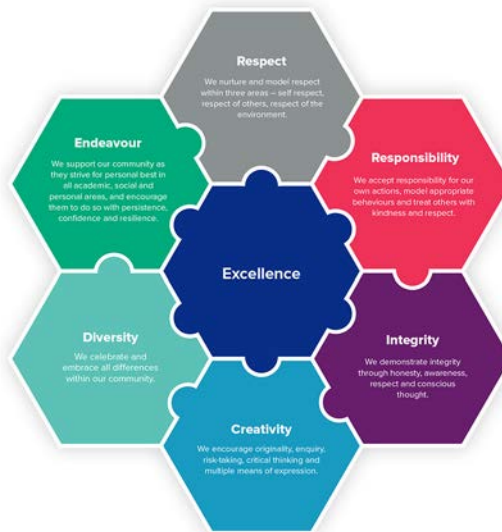 Respect
We nurture and model respect
within three areas – self respect,
respect of others, respect of the
environment.
Endeavour
We support our community as
they strive for personal best in
all academic, social and
personal areas, and encourage
them to do so with persistence,
confidence and resilience.
Responsibility
We accept responsibility for our
own actions, model appropriate
behaviours and treat others with
kindness and respect.
Excellence
Diversity
We celebrate and
embrace all differences
within our community.
Integrity
We demonstrate integrity
through honesty, awareness,
respect and conscious
thought.
Creativity
We encourage originality, enquiry,
risk-taking, critical thinking and
multiple means of expression.